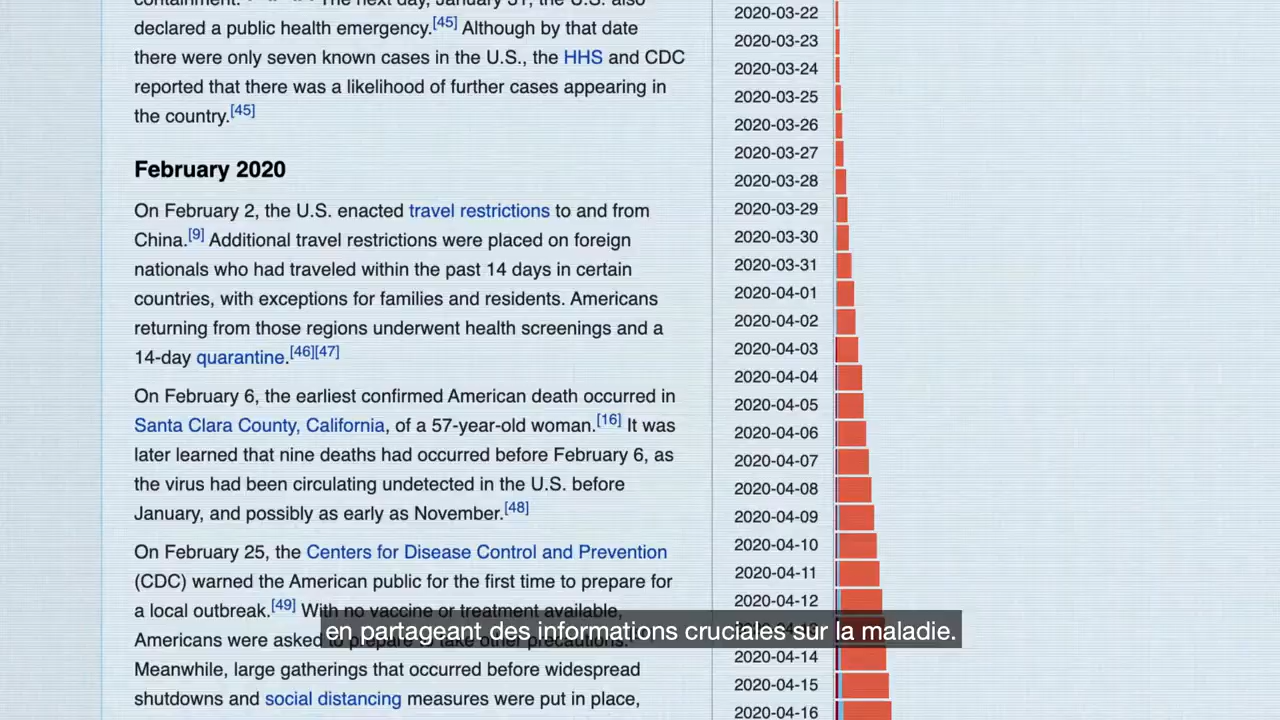 containment. The next day, January 31, the U.S. also
declared a public health emergency.[45] Although by that date
there were only seven known cases in the U.S., the HHS and CDC
reported that there was a likelihood of further cases appearing in
the country.[45]
February 2020
On February 2, the U.S. enacted travel restrictions to and from
China.[9] Additional travel restrictions were placed on foreign
nationals who had traveled within the past 14 days in certain
countries, with exceptions for families and residents. Americans
returning from those regions underwent health screenings and a
14-day quarantine.[46][47]
On February 6, the earliest confirmed American death occurred in
Santa Clara County, California, of a 57-year-old woman.[16] It was
later learned that nine deaths had occurred before February 6, as
the virus had been circulating undetected in the U.S. before
January, and possibly as early as November.[48]
On February 25, the Centers for Disease Control and Prevention
(CDC) warned the American public for the first time to prepare for
a local outbreak.[49] With no vaccine or treatment available,
Americans were asked to prepare to take other precautions.
Meanwhile, large gatherings that occurred before widespread
shutdowns and social distancing measures were put in place,
2020-03-22
2020-03-23
2020-03-24
2020-03-25
2020-03-26
2020-03-27
2020-03-28
2020-03-29
2020-03-30
2020-03-31
2020-04-01
2020-04-02
2020-04-03
2020-04-04
2020-04-05
2020-04-06
2020-04-07
2020-04-08
2020-04-09
2020-04-10
2020-04-11
2020-04-12
2020-04-13
2020-04-14
2020-04-15
2020-04-16
en partageant des informations cruciales sur la maladie.